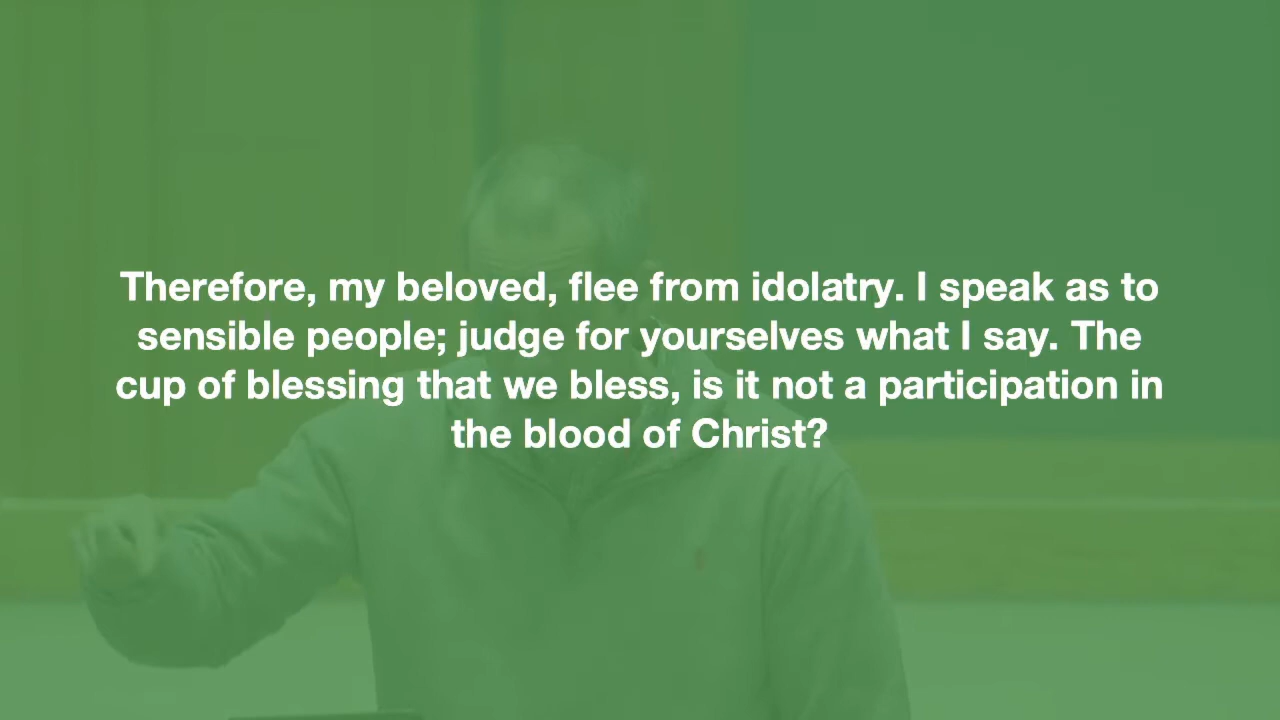 Therefore, my beloved, flee from idolatry. I speak as to
sensible people; judge for yourselves what I say. The
cup of blessing that we bless, is it not a participation in
the blood of Christ?